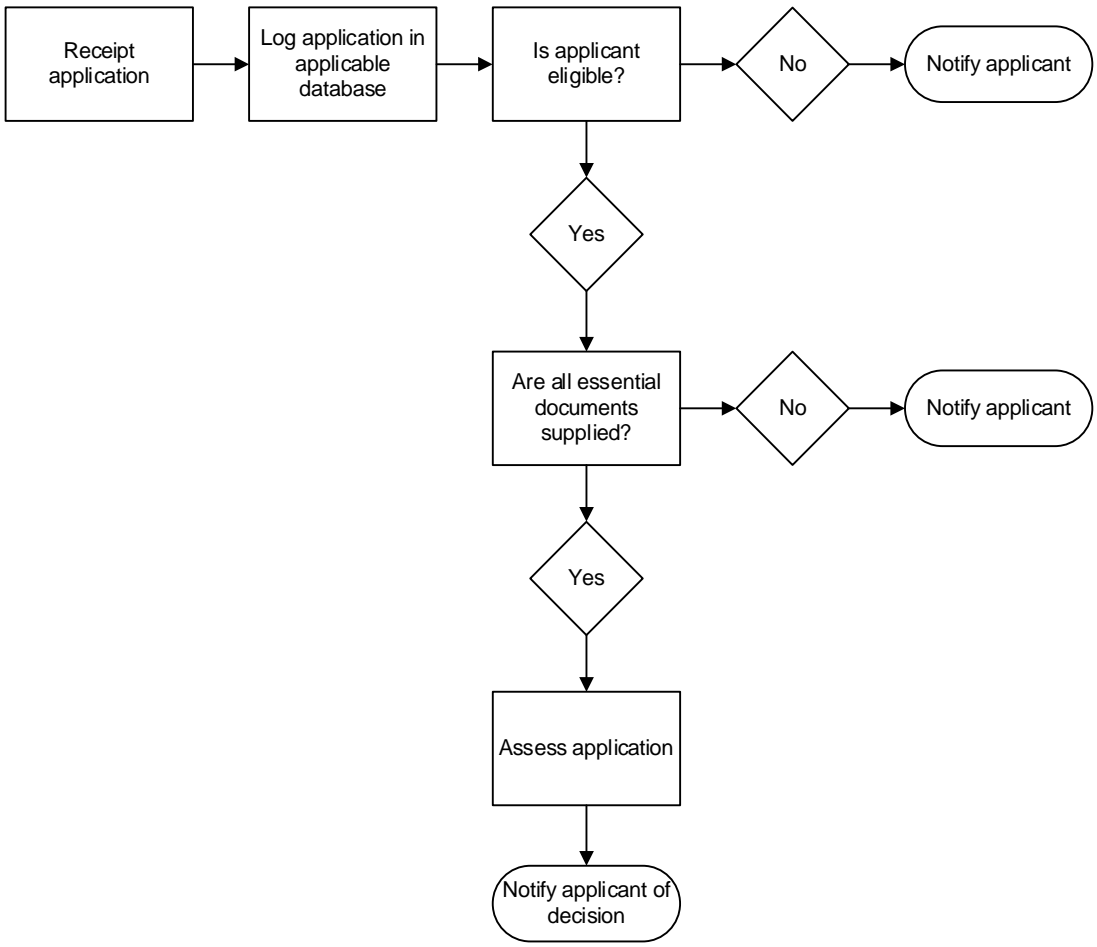 Receipt
application
Log application in
applicable
database
Is applicant
eligible?
No
Notify applicant
Yes
Are all essential
documents
supplied?
No
Notify applicant
Yes
Assess application
Notify applicant of
decision